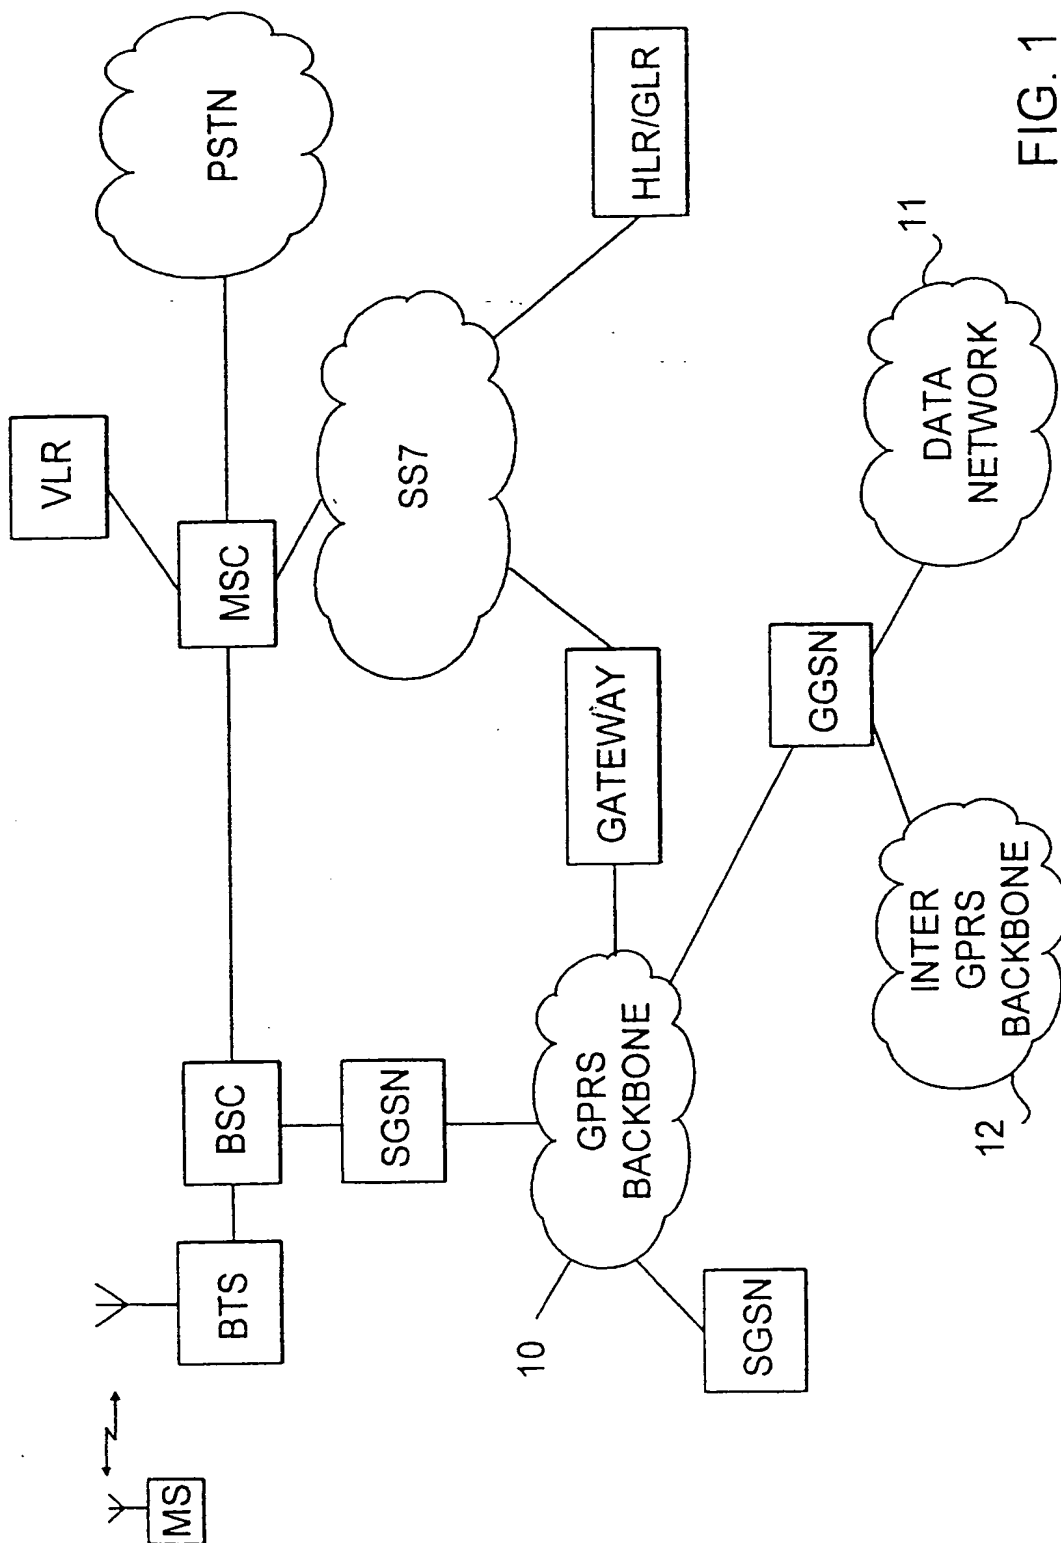 VLR
PSTN
MS
BTS
BSC
MSC
SGSN
SS7
HLR/GLR
10
GPRS
BACKBONE
GATEWAY
SGSN
GGSN
11
DATA
NETWORK
12
INTER
GPRS
BACKBONE
FIG. 1